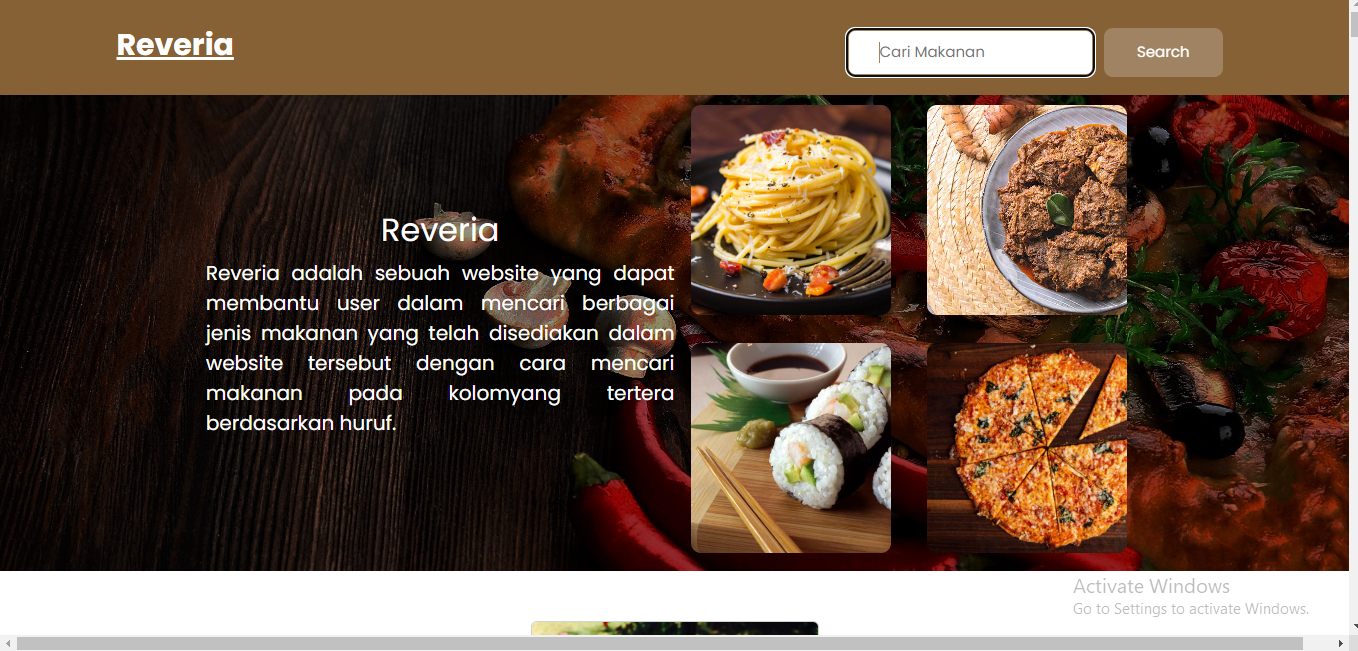 Reveria
Cari Makanan
Search
Reveria
Reveria adalah sebuah website yang dapat
membantu user dalam mencari berbagai
jenis makanan yang telah disediakan dalam
website tersebut dengan cara mencari
makanan pada kolomyang tertera
berdasarkan huruf.
Activate Windows
Go to Settings to activate Windows.